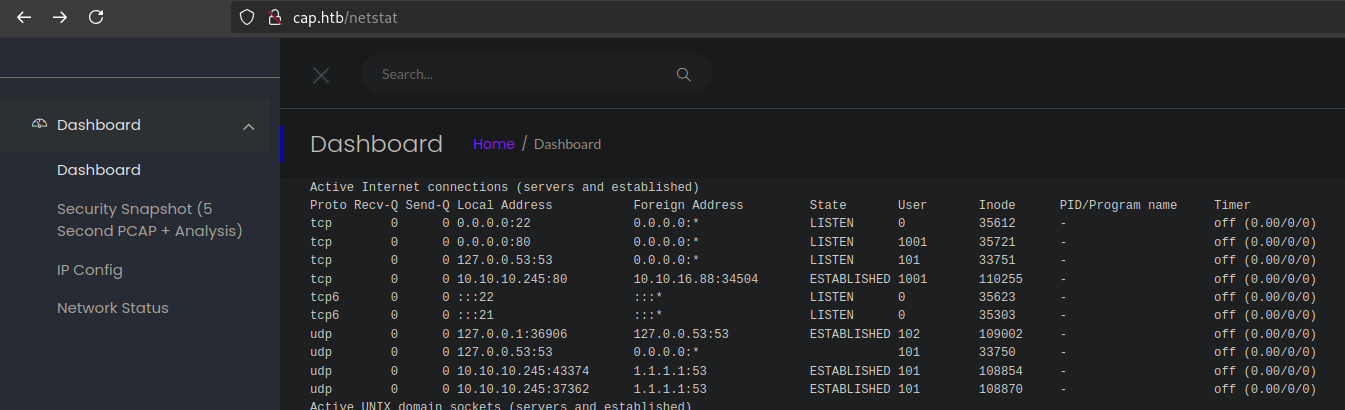 cap.htb/netstat
Search...
Dashboard
Dashboard
Security Snapshot (5
Second PCAP + Analysis)
IP Config
Network Status
Dashboard Home / Dashboard
Active Internet connections (servers and established)
Proto Recv-Q Send-Q Local Address Foreign Address State User Inode PID/Program name Timer
tcp 0 0 0.0.0.0:22 0.0.0.0:* LISTEN 0 35612 - off (0.00/0/0)
tcp 0 0 0.0.0.0:80 0.0.0.0:* LISTEN 1001 35721 - off (0.00/0/0)
tcp 0 0 127.0.0.53:53 0.0.0.0:* LISTEN 101 33751 - off (0.00/0/0)
tcp 0 0 10.10.10.245:80 10.10.16.88:34504 ESTABLISHED 1001 110255 - off (0.00/0/0)
tcp6 0 0 :::22 :::* LISTEN 0 35623 - off (0.00/0/0)
tcp6 0 0 :::21 :::* LISTEN 0 35303 - off (0.00/0/0)
udp 0 0 127.0.0.1:36906 127.0.0.53:53 ESTABLISHED 102 109002 - off (0.00/0/0)
udp 0 0 127.0.0.53:53 0.0.0.0:* 101 33750 - off (0.00/0/0)
udp 0 0 10.10.10.245:43374 1.1.1.1:53 ESTABLISHED 101 108854 - off (0.00/0/0)
udp 0 0 10.10.10.245:37362 1.1.1.1:53 ESTABLISHED 101 108870 - off (0.00/0/0)
Active UNIX domain sockets (servers and established)